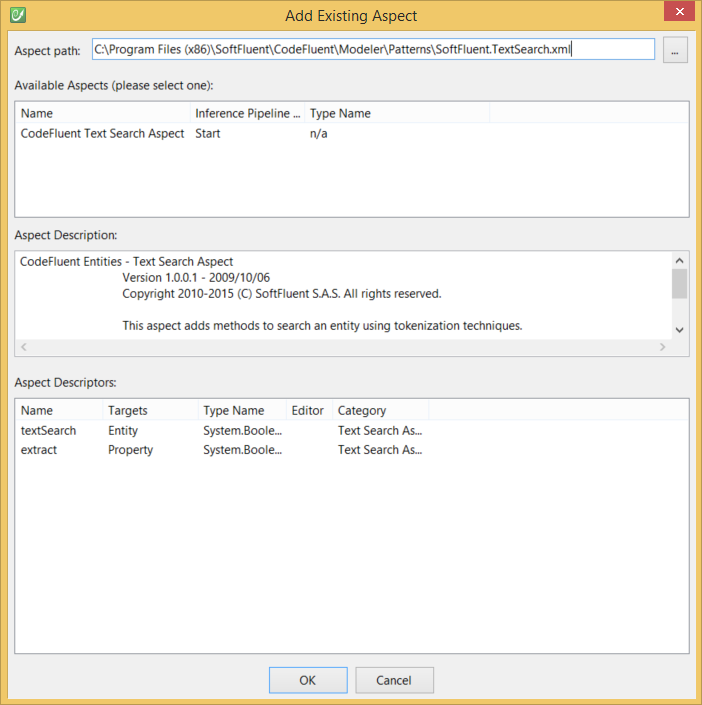 Add Existing Aspect
Aspect path: C:\Program Files (x86)\SoftFluent\CodeFluent\Modeler\Patterns\SoftFluent.TextSearch.xml ...
Available Aspects (please select one):
Name Inference Pipeline ... Type Name
CodeFluent Text Search Aspect Start n/a
Aspect Description:
CodeFluent Entities - Text Search Aspect
Version 1.0.0.1 - 2009/10/06
Copyright 2010-2015 (C) SoftFluent S.A.S. All rights reserved.
This aspect adds methods to search an entity using tokenization techniques.
Aspect Descriptors:
Name Targets Type Name Editor Category
textSearch Entity System.Boole... Text Search As...
extract Property System.Boole... Text Search As...
OK Cancel